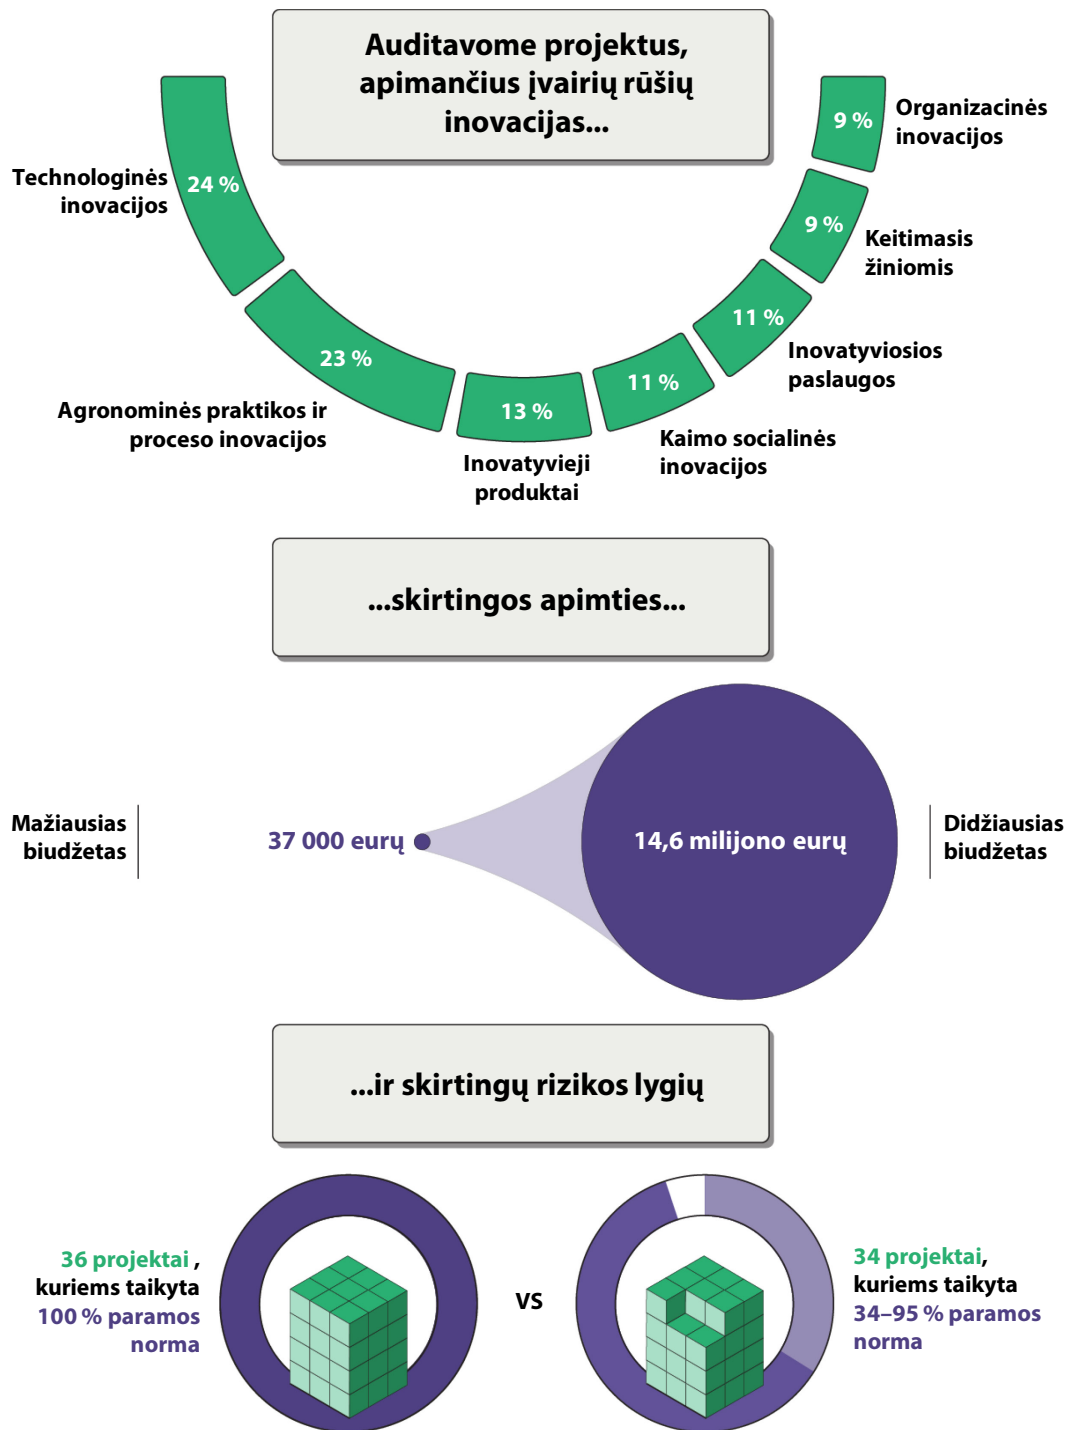 Auditavome projektus,
apimančius įvairių rūšių
inovacijas...
Technologinės
inovacijos
24 %
Agronominės praktikos ir
proceso inovacijos
23 %
Inovatyvieji
produktai
13 %
Kaimo socialinės
inovacijos
11 %
Inovatyviosios
paslaugos
11 %
Keitimasis
žiniomis
9 %
Organizacinės
inovacijos
9 %
...skirtingos apimties...
Mažiausias
biudžetas
37 000 eurų
14,6 milijono eurų
Didžiausias
biudžetas
...ir skirtingų rizikos lygių
36 projektai ,
kuriems taikyta
100 % paramos
norma
VS
34 projektai,
kuriems taikyta
34–95 % paramos
norma